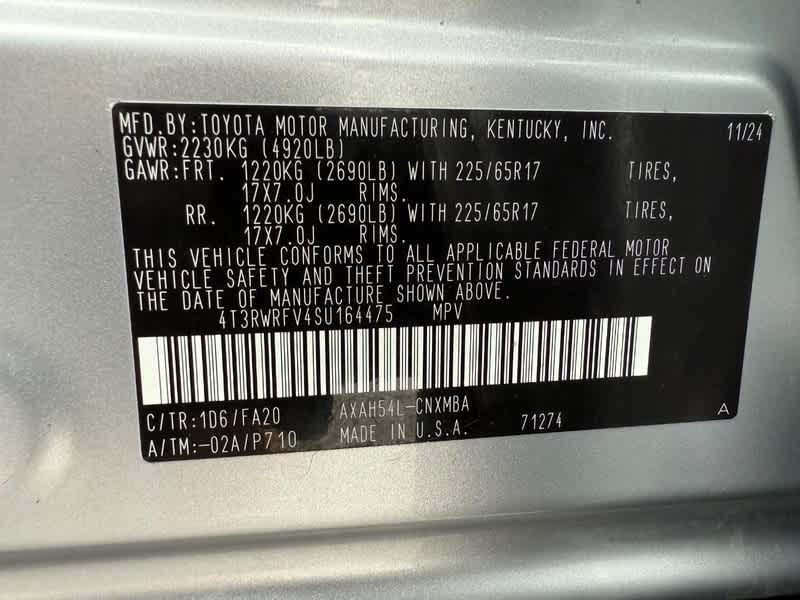 MFD.BY:TOYOTA MOTOR MANUFACTURING, KENTUCKY, INC. 11/24
GVWR:2230KG (4920LB)
GAWR:FRT. 1220KG (2690LB) WITH 225/65R17 TIRES,
17X7.0J RIMS.
RR. 1220KG (2690LB) WITH 225/65R17 TIRES,
17X7.0J RIMS.
THIS VEHICLE CONFORMS TO ALL APPLICABLE FEDERAL MOTOR
VEHICLE SAFETY AND THEFT PREVENTION STANDARDS IN EFFECT ON
THE DATE OF MANUFACTURE SHOWN ABOVE.
4T3RWRFV4SU164475 MPV
C/TR:1D6/FA20 AXAH54L-CNXMBA A
A/TM:-02A/P710 MADE IN U.S.A. 71274